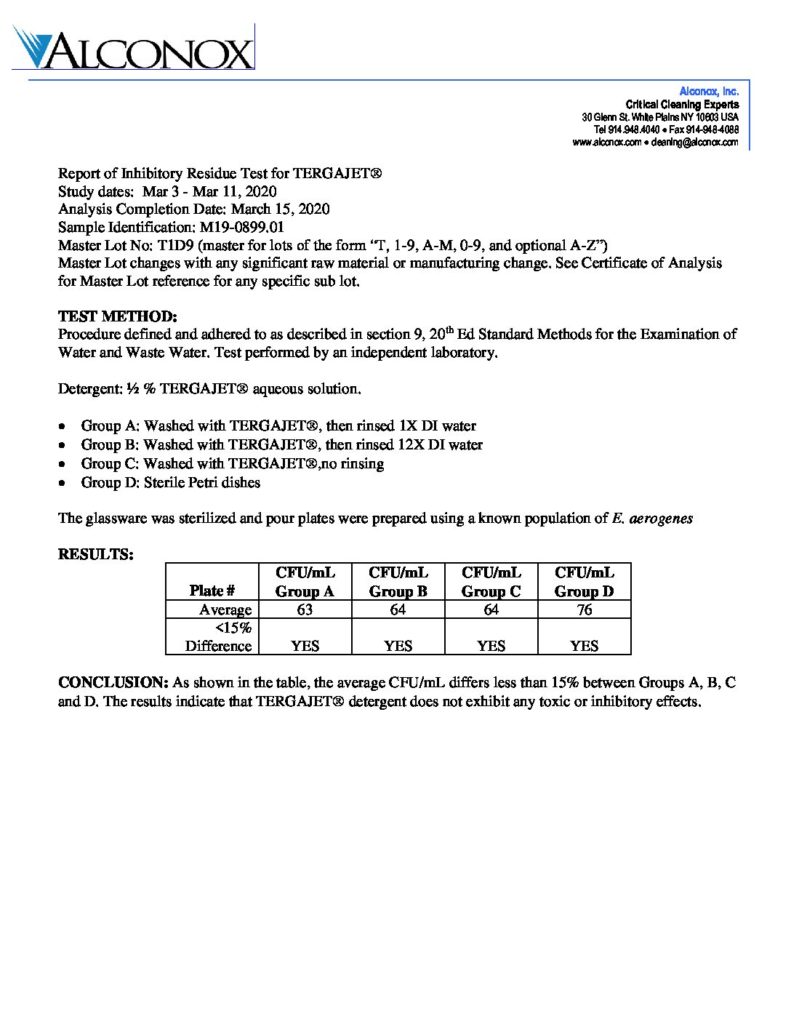 ALCONOX
Alconox, Inc.
Critical Cleaning Experts
30 Glenn St. White Plains NY 10603 USA
Tel 914.948.4040 • Fax 914-948-4088
www.alconox.com • cleaning@alconox.com
Report of Inhibitory Residue Test for TERGAJET®
Study dates: Mar 3 - Mar 11, 2020
Analysis Completion Date: March 15, 2020
Sample Identification: M19-0899.01
Master Lot No: T1D9 (master for lots of the form “T, 1-9, A-M, 0-9, and optional A-Z”)
Master Lot changes with any significant raw material or manufacturing change. See Certificate of Analysis
for Master Lot reference for any specific sub lot.
TEST METHOD:
Procedure defined and adhered to as described in section 9, 20th Ed Standard Methods for the Examination of
Water and Waste Water. Test performed by an independent laboratory.
Detergent: ½ % TERGAJET® aqueous solution.
• Group A: Washed with TERGAJET®, then rinsed 1X DI water
• Group B: Washed with TERGAJET®, then rinsed 12X DI water
• Group C: Washed with TERGAJET®,no rinsing
• Group D: Sterile Petri dishes
The glassware was sterilized and pour plates were prepared using a known population of E. aerogenes
RESULTS:
CFU/mL CFU/mL CFU/mL CFU/mL
Plate # Group A Group B Group C Group D
Average 63 64 64 76
<15%
Difference YES YES YES YES
CONCLUSION: As shown in the table, the average CFU/mL differs less than 15% between Groups A, B, C
and D. The results indicate that TERGAJET® detergent does not exhibit any toxic or inhibitory effects.